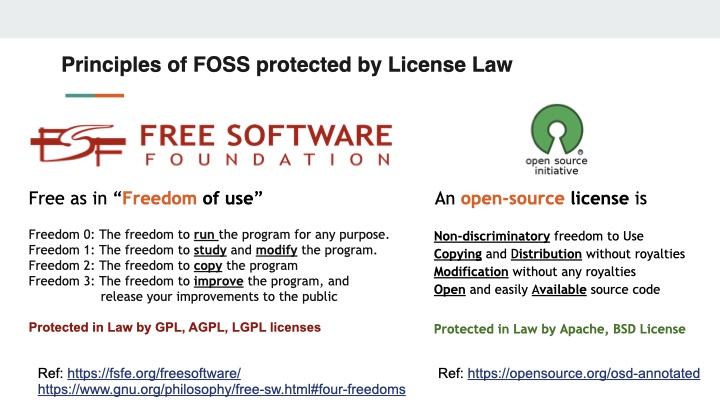 Principles of FOSS protected by License Law
FREE SOFTWARE
FOUNDATION
open source
initiative
Free as in “Freedom of use”
Freedom 0: The freedom to run the program for any purpose.
Freedom 1: The freedom to study and modify the program.
Freedom 2: The freedom to copy the program
Freedom 3: The freedom to improve the program, and
release your improvements to the public
Protected in Law by GPL, AGPL, LGPL licenses
Ref: https://fsfe.org/freesoftware/
https://www.gnu.org/philosophy/free-sw.html#four-freedoms
An open-source license is
Non-discriminatory freedom to Use
Copying and Distribution without royalties
Modification without any royalties
Open and easily Available source code
Protected in Law by Apache, BSD License
Ref: https://opensource.org/osd-annotated